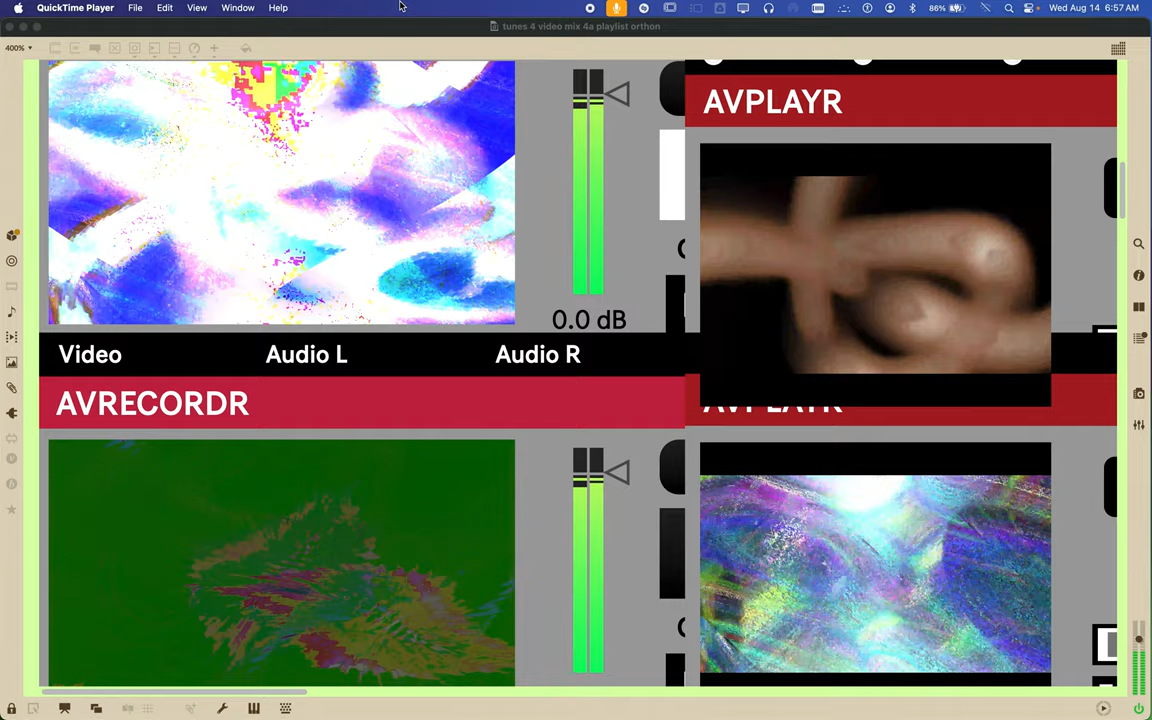 QuickTime Player File Edit View Window Help 86% Wed Aug 14 6:57 AM
tunes 4 video mix 4a playlist orthon
400%
AVPLAYR
0.0 dB
Video Audio L Audio R
AVRECORDR
AVPLAYR